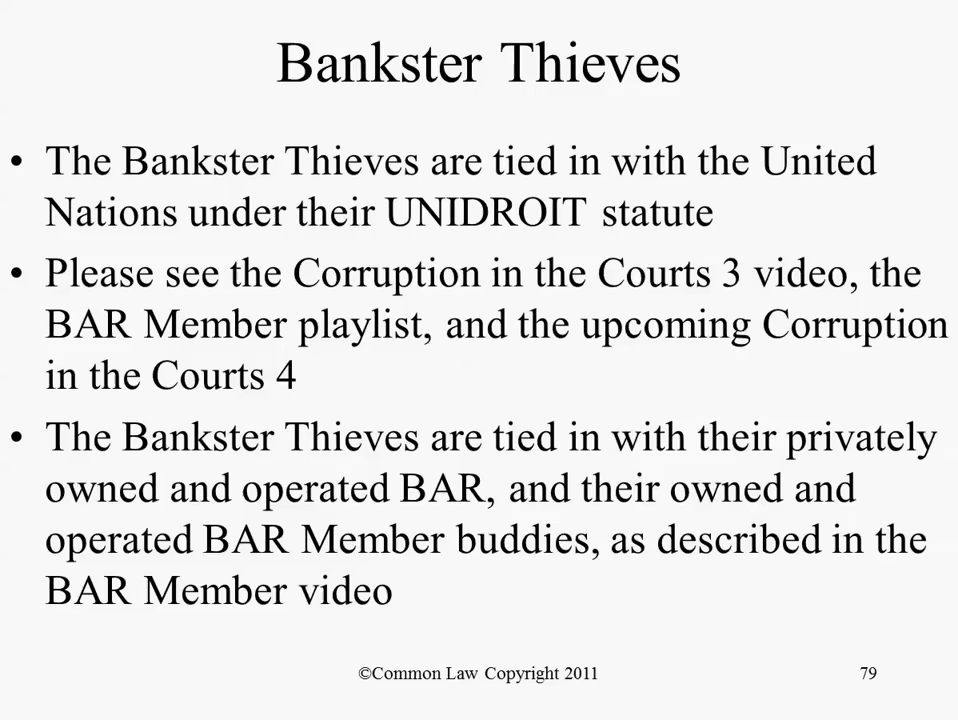 Bankster Thieves
• The Bankster Thieves are tied in with the United
Nations under their UNIDROIT statute
• Please see the Corruption in the Courts 3 video, the
BAR Member playlist, and the upcoming Corruption
in the Courts 4
• The Bankster Thieves are tied in with their privately
owned and operated BAR, and their owned and
operated BAR Member buddies, as described in the
BAR Member video
©Common Law Copyright 2011
79